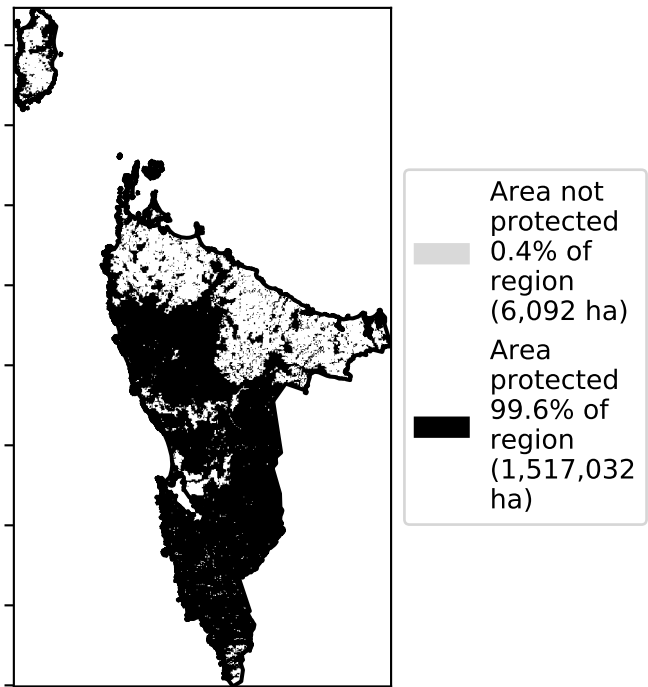 Area not
protected
0.4% of
region
(6,092 ha)
Area
protected
99.6% of
region
(1,517,032
ha)